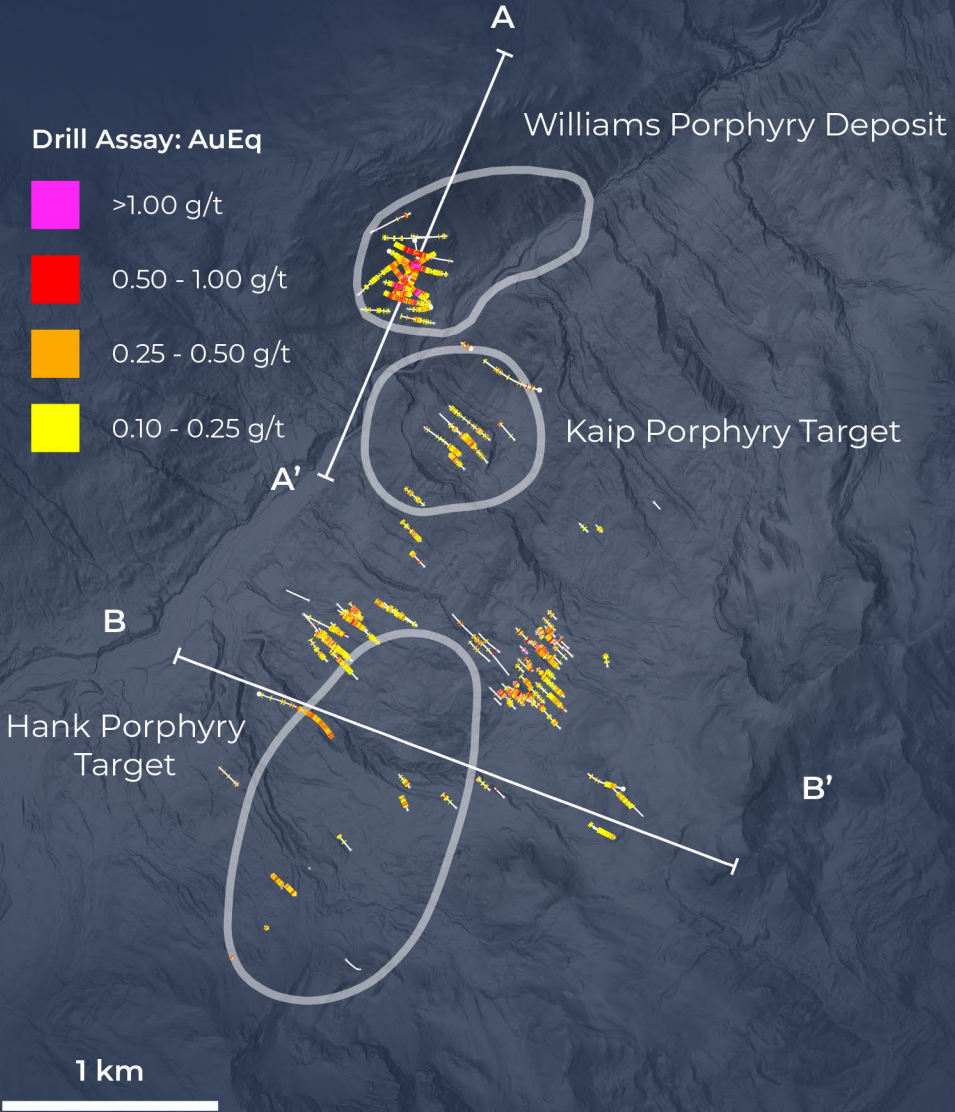 A
Williams Porphyry Deposit
Drill Assay: AuEq
>1.00 g/t
0.50 - 1.00 g/t
0.25 - 0.50 g/t
0.10 - 0.25 g/t
Kaip Porphyry Target
A’
B
Hank Porphyry
Target
B’
1 km